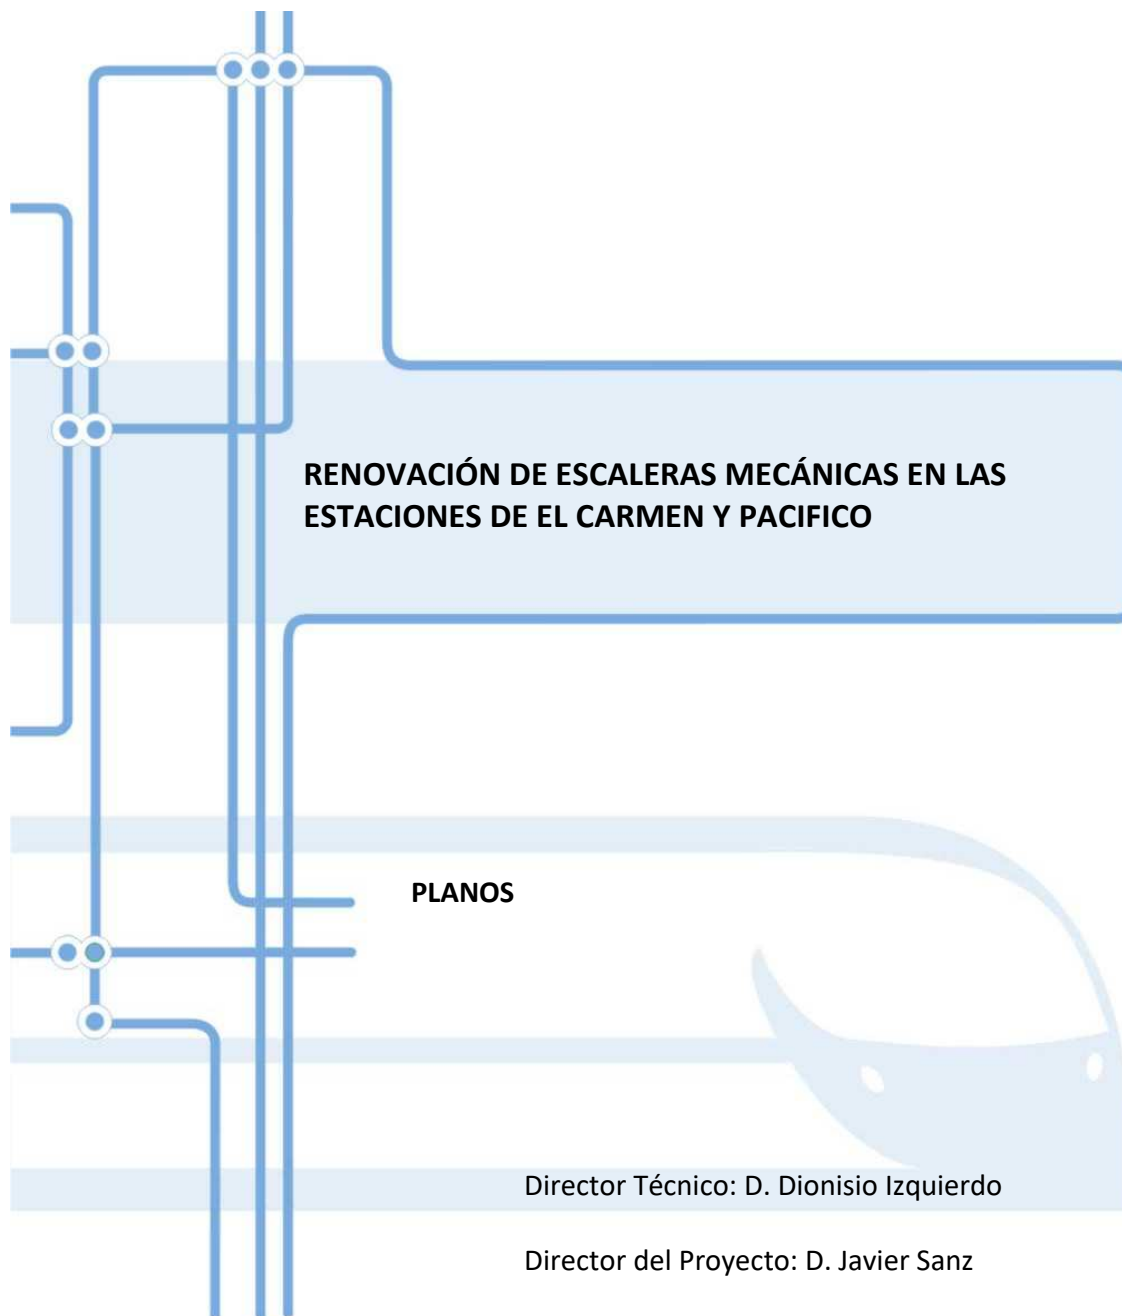 RENOVACIÓN DE ESCALERAS MECÁNICAS EN LAS
ESTACIONES DE EL CARMEN Y PACIFICO
PLANOS
Director Técnico: D. Dionisio Izquierdo
Director del Proyecto: D. Javier Sanz